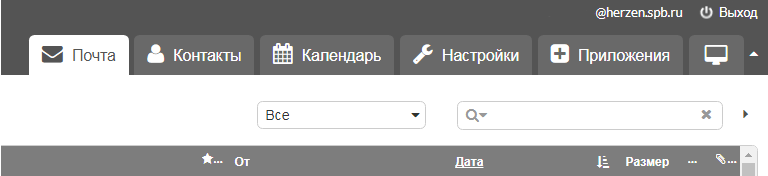 @herzen.spb.ru Выход
Почта Контакты Календарь Настройки Приложения
Все
... От Дата Размер ... ...